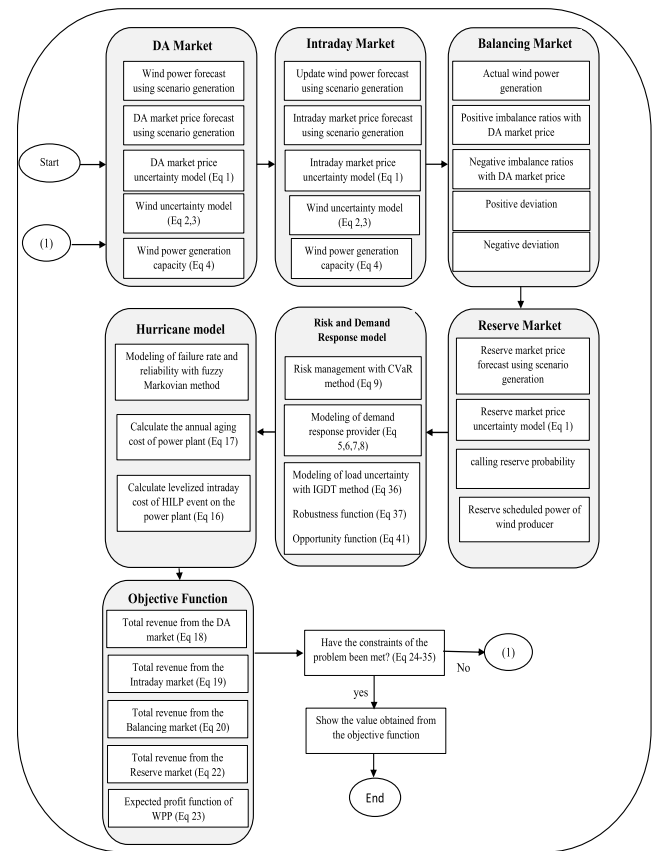 DA Market
Wind power forecast
using scenario generation
DA market price forecast
using scenario generation
DA market price
uncertainty model (Eq 1)
Wind uncertainty model
(Eq 2,3)
Wind power generation
capacity (Eq 4)
Intraday Market
Update wind power forecast
using scenario generation
Intraday market price forecast
using scenario generation
Intraday market price
uncertainty model (Eq 1)
Wind uncertainty model
(Eq 2,3)
Wind power generation
capacity (Eq 4)
Balancing Market
Actual wind power
generation
Positive imbalance ratios with
DA market price
Negative imbalance ratios
with DA market price
Positive deviation
Negative deviation
Start
(1)
Hurricane model
Modeling of failure rate and
reliability with fuzzy
Markovian method
Calculate the annual aging
cost of power plant (Eq 17)
Calculate levelized intraday
cost of HILP event on the
power plant (Eq 16)
Risk and Demand
Response model
Risk management with CVaR
method (Eq 9)
Modeling of demand
response provider (Eq
5,6,7,8)
Modeling of load uncertainty
with IGDT method (Eq 36)
Robustness function (Eq 37)
Opportunity function (Eq 41)
Reserve Market
Reserve market price
forecast using scenario
generation
Reserve market price
uncertainty model (Eq 1)
calling reserve probability
Reserve scheduled power of
wind producer
Objective Function
Total revenue from the DA
market (Eq 18)
Total revenue from the
Intraday market (Eq 19)
Total revenue from the
Balancing market (Eq 20)
Total revenue from the
Reserve market (Eq 22)
Expected profit function of
WPP (Eq 23)
Have the constraints of the
problem been met? (Eq 24-35)
No
(1)
yes
Show the value obtained from
the objective function
End